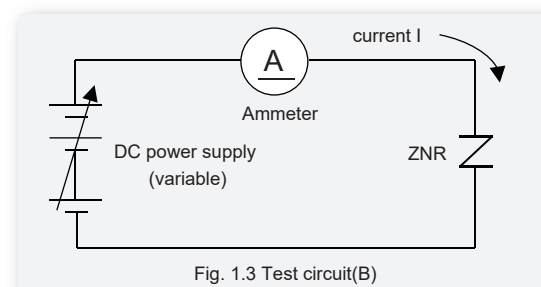 current I
A
Ammeter
DC power supply
(variable)
ZNR
Fig. 1.3 Test circuit(B)